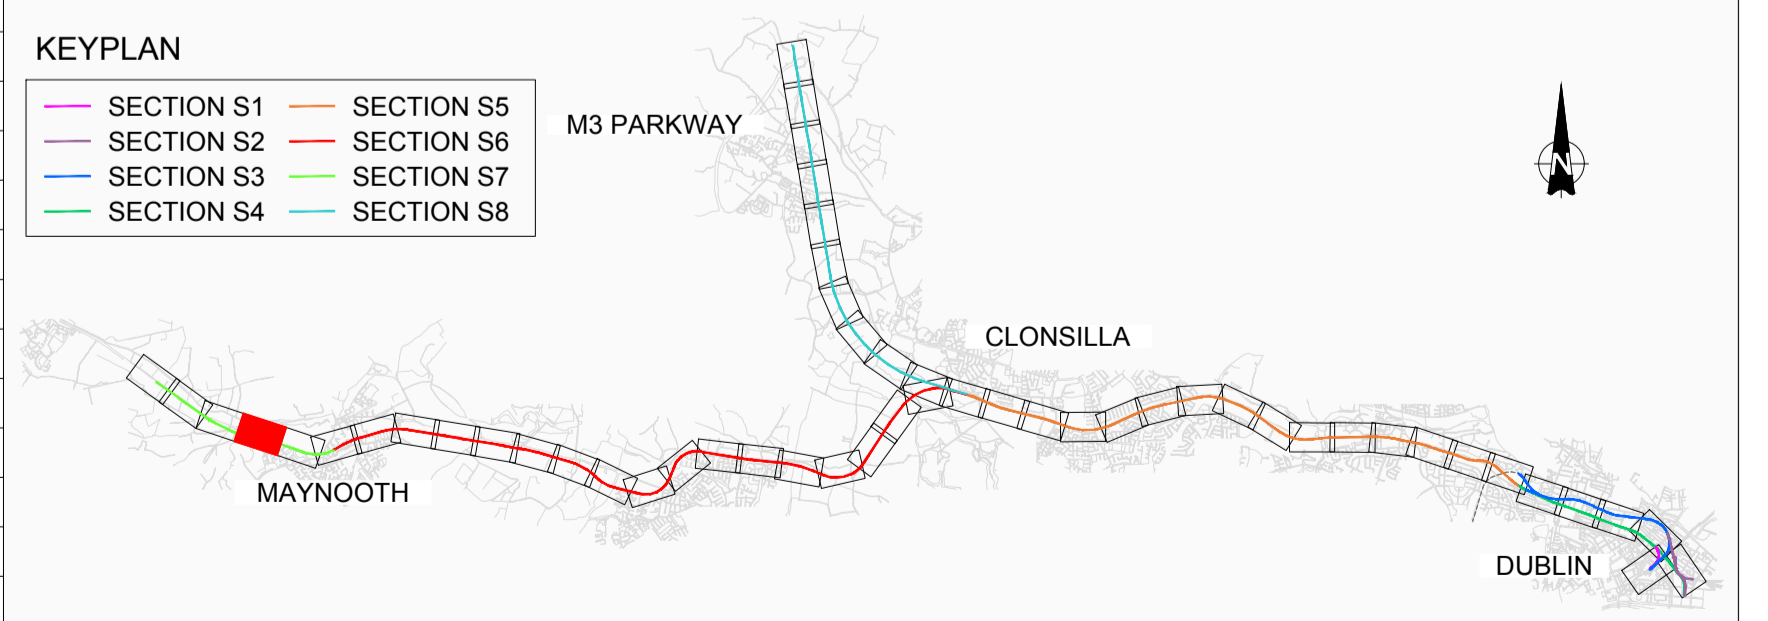 KEYPLAN
SECTION S1 SECTION S5
SECTION S2 SECTION S6
SECTION S3 SECTION S7
SECTION S4 SECTION S8
M3 PARKWAY
N
CLONSILLA
MAYNOOTH
DUBLIN